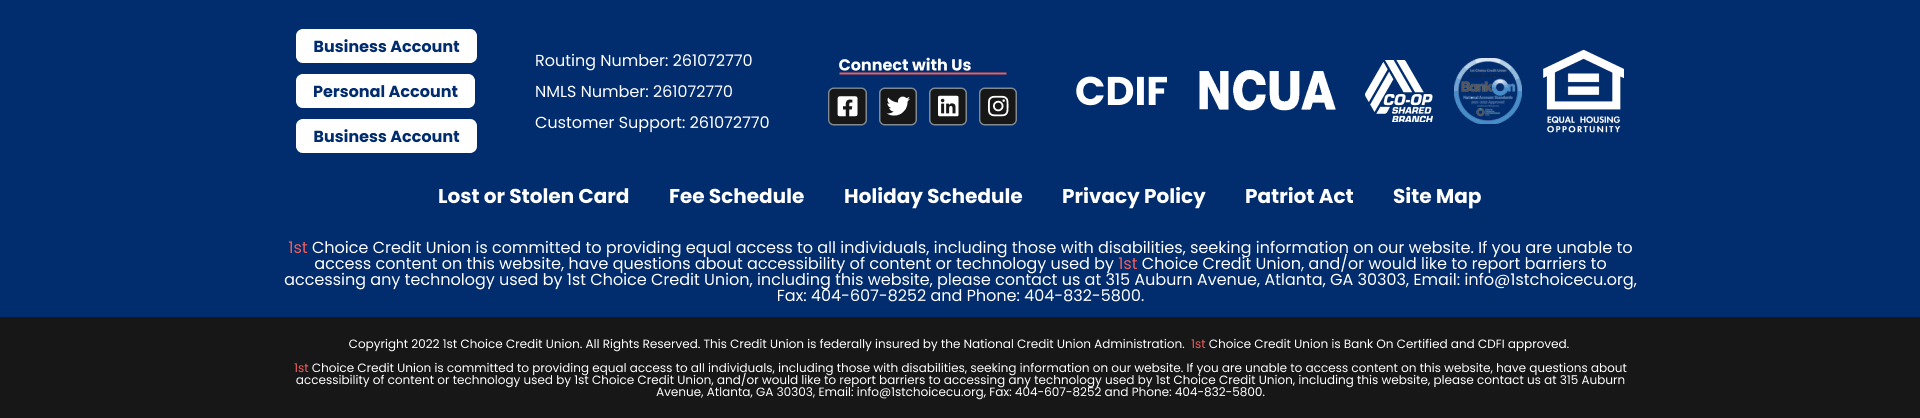 Business Account
Personal Account
Business Account
Routing Number: 261072770
NMLS Number: 261072770
Customer Support: 261072770
Connect with Us
CDIF
NCUA
CO-OP
SHARED
BRANCH
BankOn
EQUAL HOUSING
OPPORTUNITY
Lost or Stolen Card Fee Schedule Holiday Schedule Privacy Policy Patriot Act Site Map
1st Choice Credit Union is committed to providing equal access to all individuals, including those with disabilities, seeking information on our website. If you are unable to
access content on this website, have questions about accessibility of content or technology used by 1st Choice Credit Union, and/or would like to report barriers to
accessing any technology used by 1st Choice Credit Union, including this website, please contact us at 315 Auburn Avenue, Atlanta, GA 30303, Email: info@1stchoicecu.org,
Fax: 404-607-8252 and Phone: 404-832-5800.
Copyright 2022 1st Choice Credit Union. All Rights Reserved. This Credit Union is federally insured by the National Credit Union Administration. 1st Choice Credit Union is Bank On Certified and CDFI approved.
1st Choice Credit Union is committed to providing equal access to all individuals, including those with disabilities, seeking information on our website. If you are unable to access content on this website, have questions about
accessibility of content or technology used by 1st Choice Credit Union, and/or would like to report barriers to accessing any technology used by 1st Choice Credit Union, including this website, please contact us at 315 Auburn
Avenue, Atlanta, GA 30303, Email: info@1stchoicecu.org, Fax: 404-607-8252 and Phone: 404-832-5800.